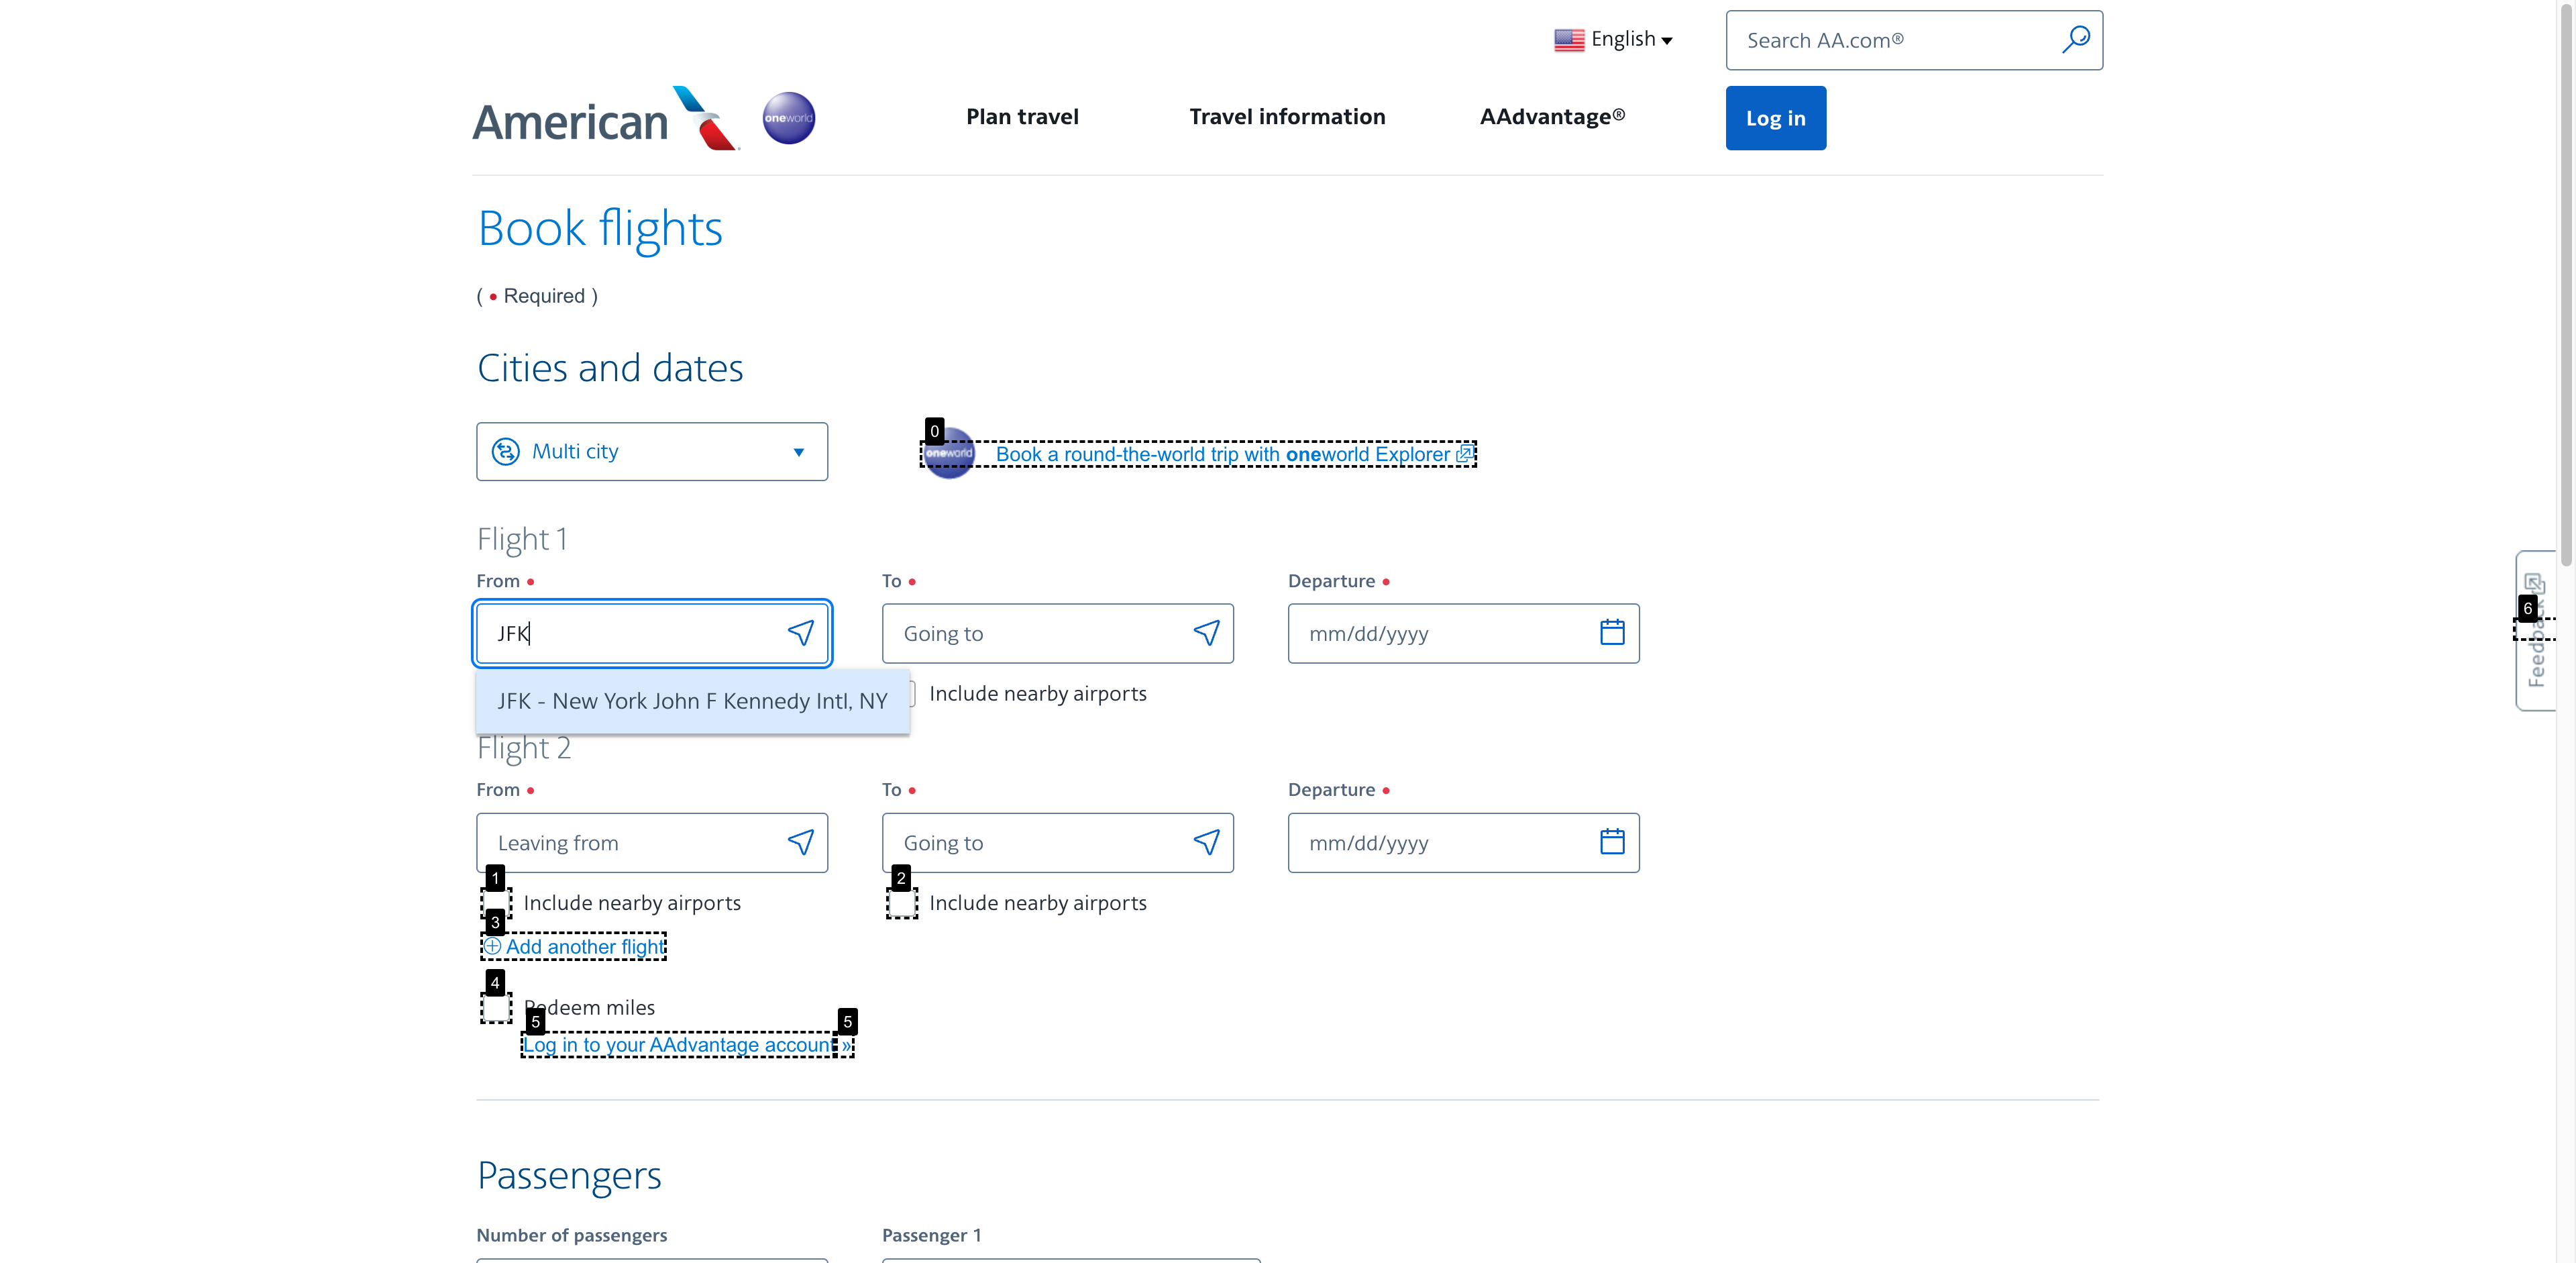 English
Search AA.com®
American
oneworld
Plan travel
Travel information
AAdvantage®
Log in
Book flights
( • Required )
Cities and dates
Multi city
0
oneworld
Book a round-the-world trip with oneworld Explorer
Flight 1
From •
To •
Departure •
JFK
Going to
mm/dd/yyyy
JFK - New York John F Kennedy Intl, NY
Include nearby airports
6
Feedback
Flight 2
From •
To •
Departure •
Leaving from
Going to
mm/dd/yyyy
1
Include nearby airports
2
Include nearby airports
3
Add another flight
4
Redeem miles
5
5
Log in to your AAdvantage account »
Passengers
Number of passengers
Passenger 1